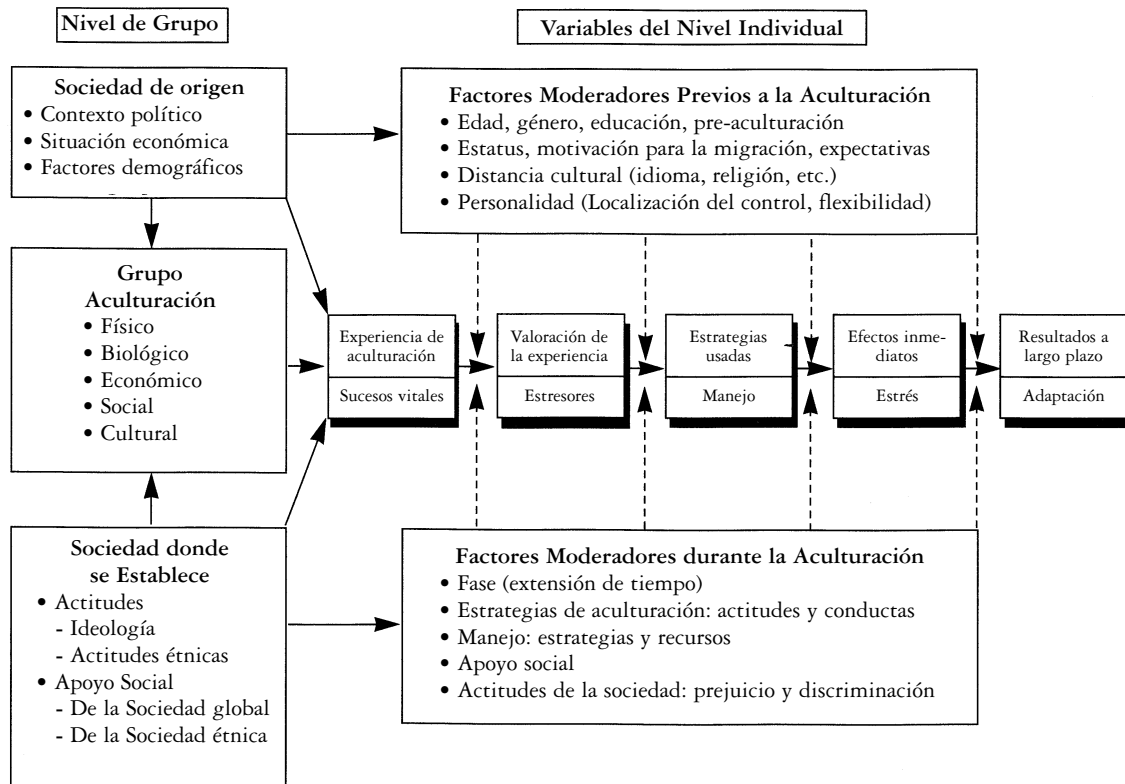 Nivel de Grupo
Variables del Nivel Individual
Sociedad de origen
• Contexto político
• Situación económica
• Factores demográficos
Factores Moderadores Previos a la Aculturación
• Edad, género, educación, pre-aculturación
• Estatus, motivación para la migración, expectativas
• Distancia cultural (idioma, religión, etc.)
• Personalidad (Localización del control, flexibilidad)
Grupo
Aculturación
• Físico
• Biológico
• Económico
• Social
• Cultural
Experiencia de
aculturación
Sucesos vitales
Valoración de
la experiencia
Estresores
Estrategias
usadas
Manejo
Efectos inme-
diatos
Estrés
Resultados a
largo plazo
Adaptación
Sociedad donde
se Establece
• Actitudes
- Ideología
- Actitudes étnicas
• Apoyo Social
- De la Sociedad global
- De la Sociedad étnica
Factores Moderadores durante la Aculturación
• Fase (extensión de tiempo)
• Estrategias de aculturación: actitudes y conductas
• Manejo: estrategias y recursos
• Apoyo social
• Actitudes de la sociedad: prejuicio y discriminación